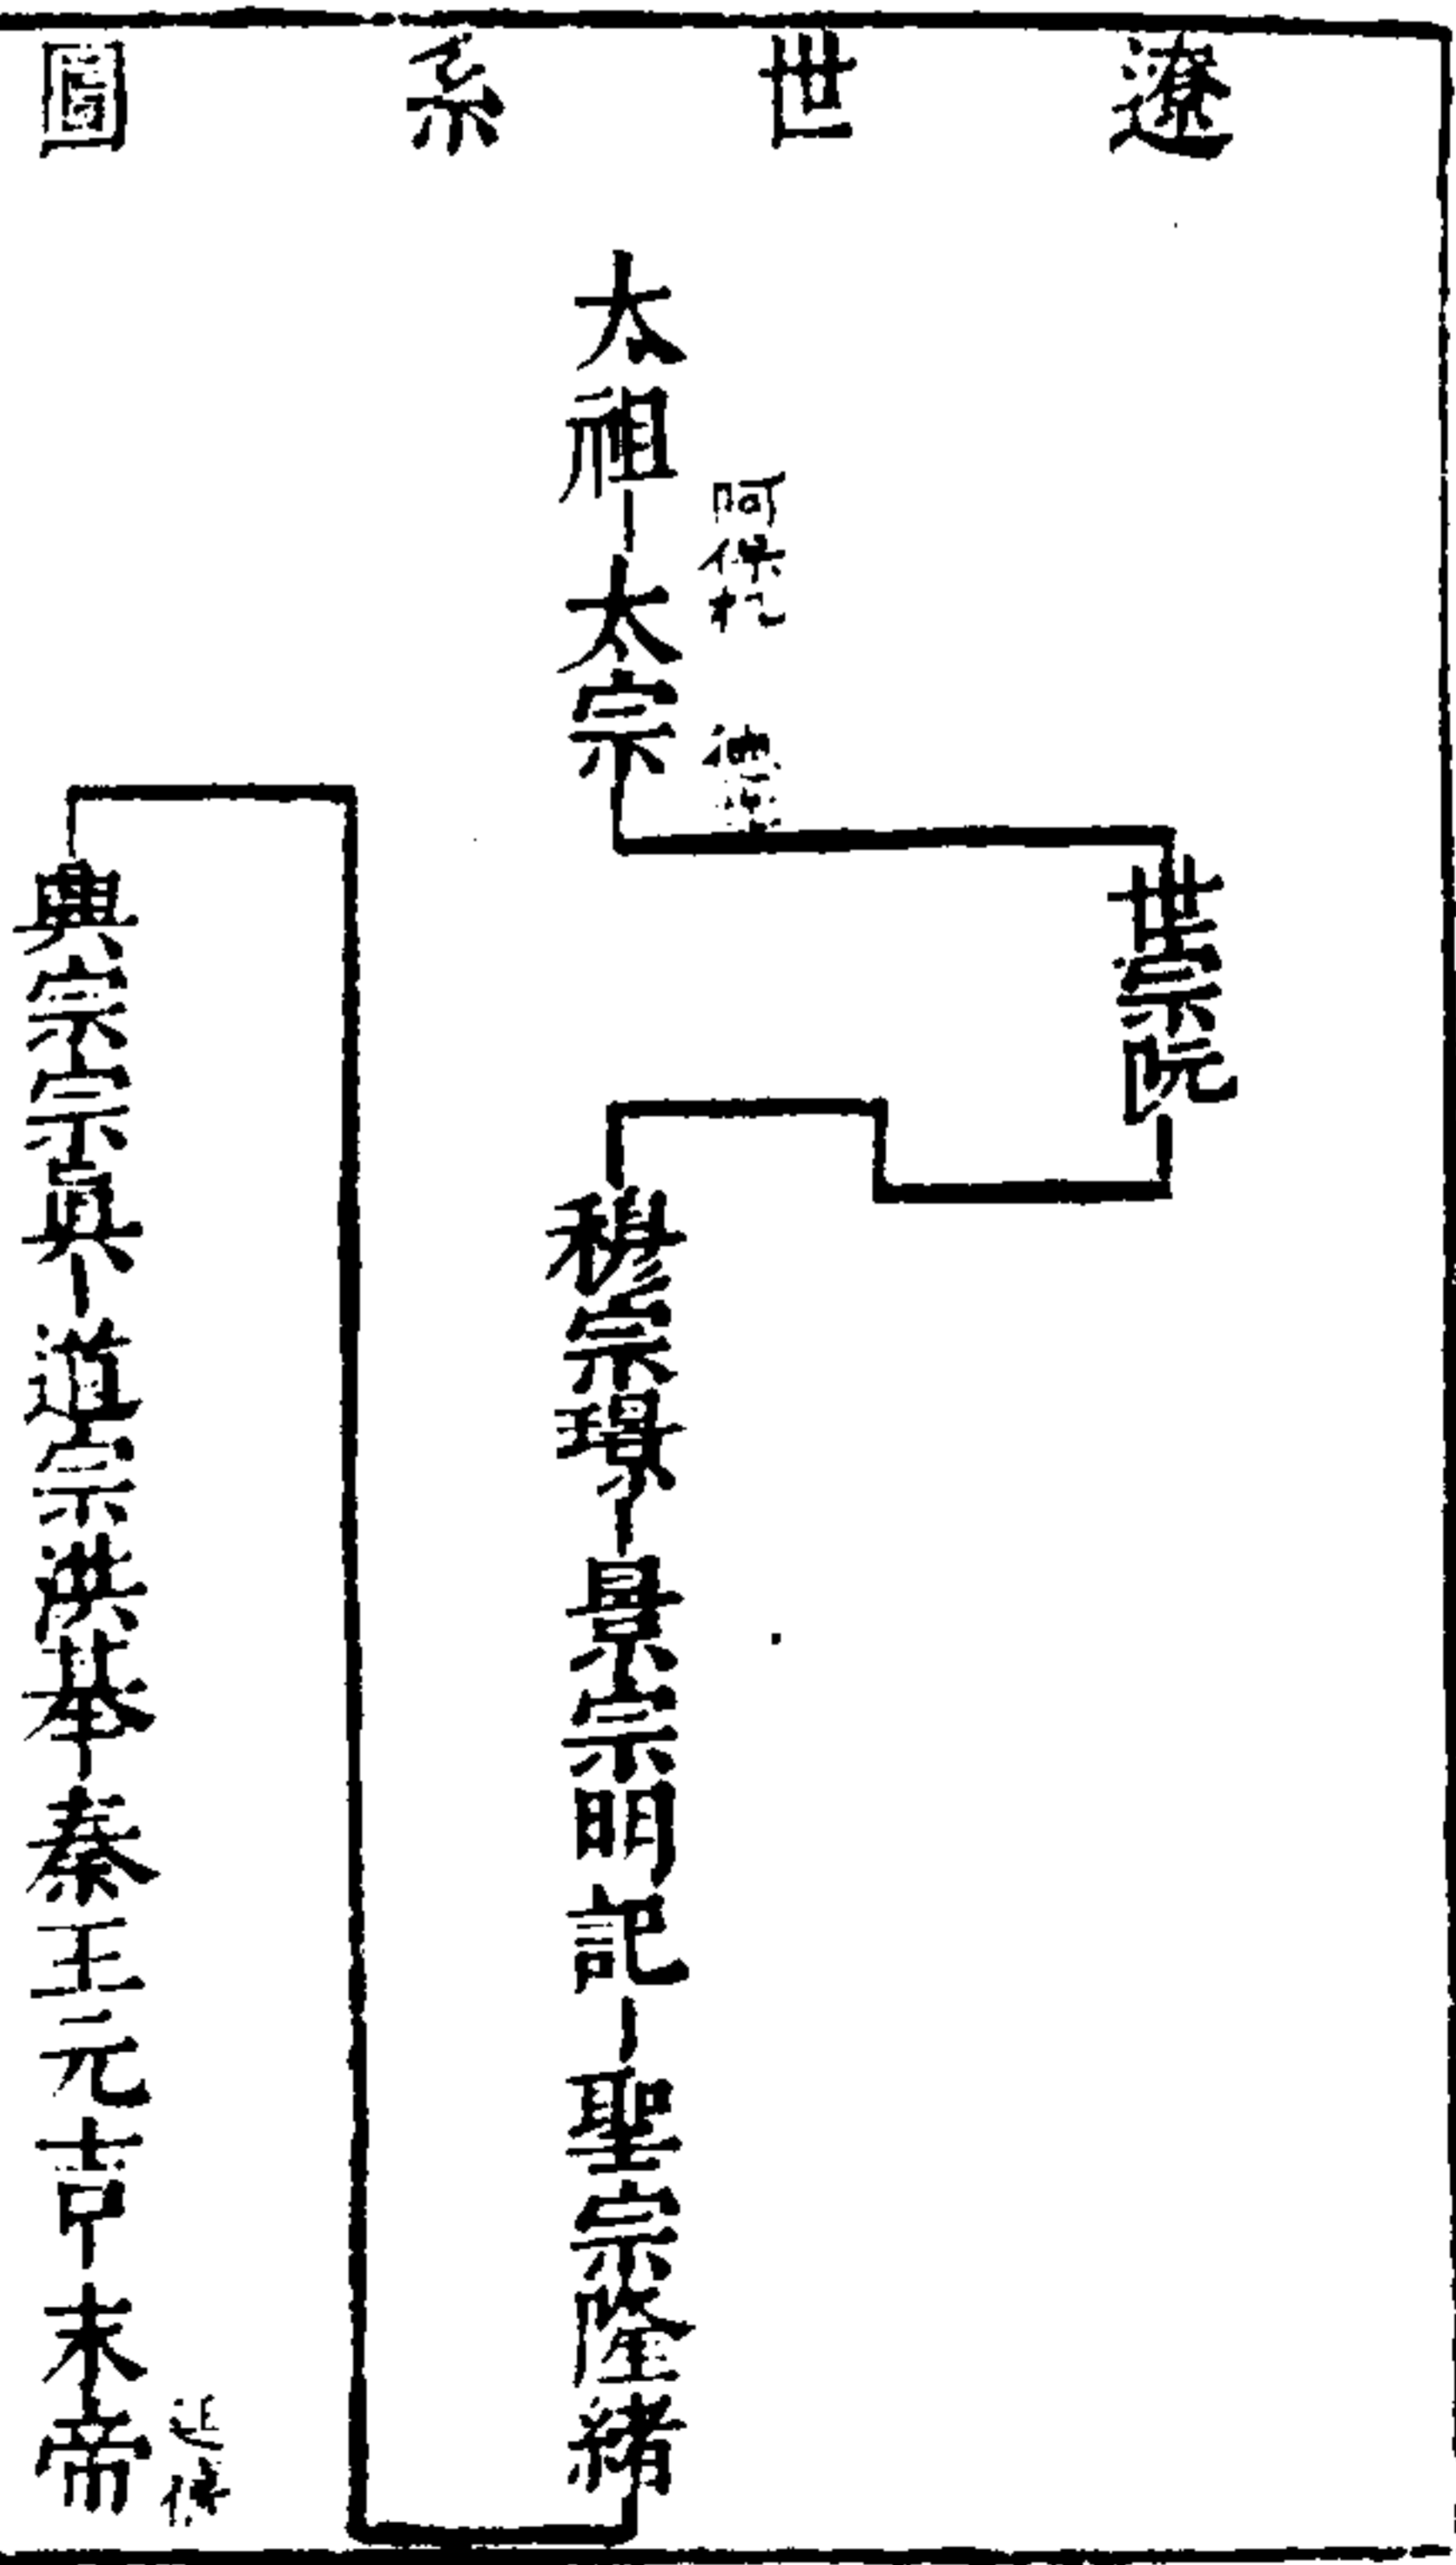 遼世系圖
太祖
阿保机
太宗
德
世宗阮
穆宗璟
景宗明記
聖宗隆緒
興宗宗眞
道宗洪基
秦王元吉
末帝
延禧